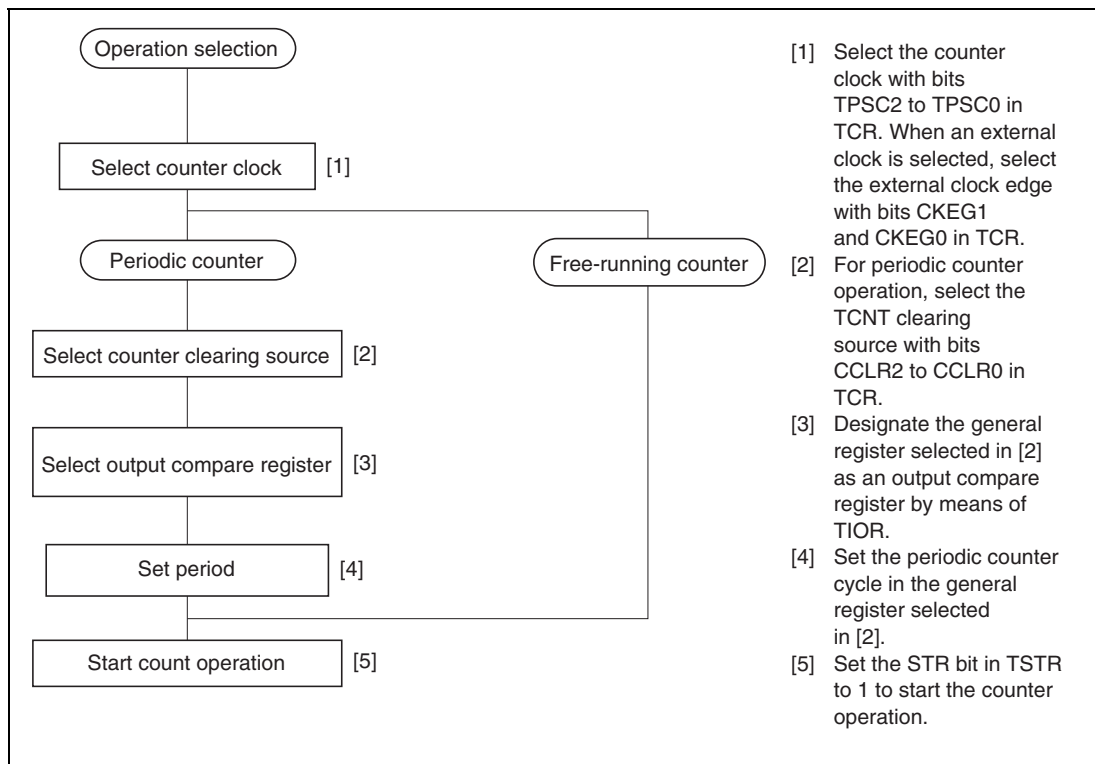 Operation selection
Select counter clock
[1]
Periodic counter
Free-running counter
Select counter clearing source
[2]
Select output compare register
[3]
Set period
[4]
Start count operation
[5]
[1] Select the counter
clock with bits
TPSC2 to TPSC0 in
TCR. When an external
clock is selected, select
the external clock edge
with bits CKEG1
and CKEG0 in TCR.
[2] For periodic counter
operation, select the
TCNT clearing
source with bits
CCLR2 to CCLR0 in
TCR.
[3] Designate the general
register selected in [2]
as an output compare
register by means of
TIOR.
[4] Set the periodic counter
cycle in the general
register selected
in [2].
[5] Set the STR bit in TSTR
to 1 to start the counter
operation.